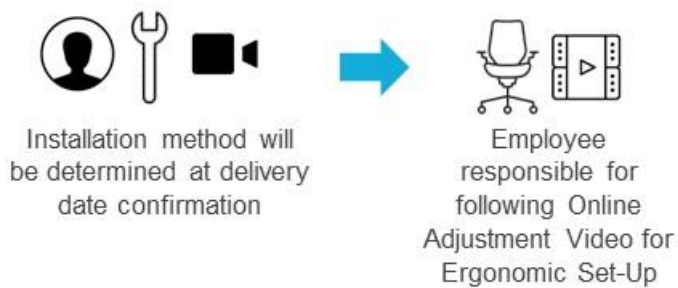 Installation method will
be determined at delivery
date confirmation
Employee
responsible for
following Online
Adjustment Video for
Ergonomic Set-Up